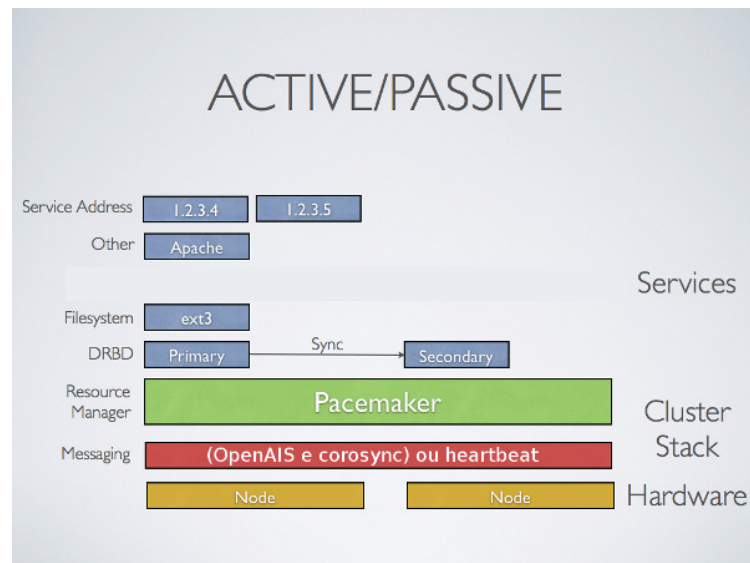 ACTIVE/PASSIVE
Service Address 1.2.3.4 1.2.3.5
Other Apache
Services
Filesystem ext3
DRBD Primary Sync Secondary
Resource
Manager
Pacemaker
Cluster
Stack
Messaging (OpenAIS e corosync) ou heartbeat
Node Node Hardware